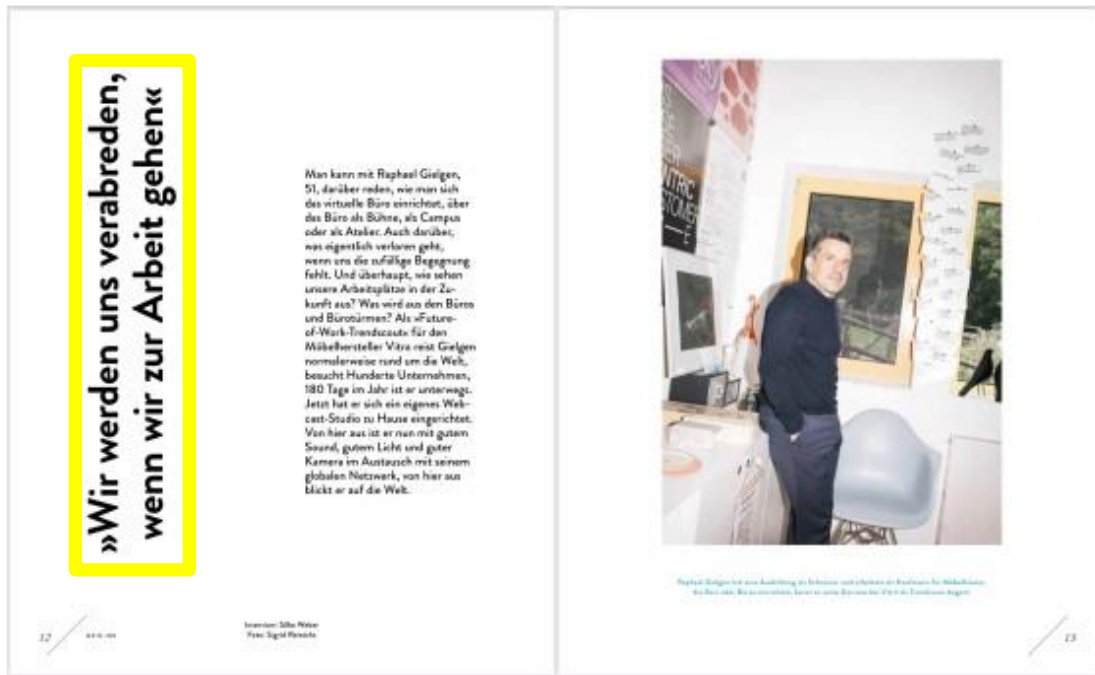 »Wir werden uns verabreden,
wenn wir zur Arbeit gehen«
Man kann mit Raphael Gielgen,
51, darüber reden, wie man sich
das virtuelle Büro einrichtet, über
das Büro als Bühne, als Campus
oder als Atelier. Auch darüber,
was eigentlich verloren geht,
wenn uns die zufällige Begegnung
fehlt. Und überhaupt, wie sehen
unsere Arbeitsplätze in der Zu-
kunft aus? Was wird aus den Büros
und Bürotürmen? Als »Future-
of-Work-Trendscout« für den
Möbelhersteller Vitra reist Gielgen
normalerweise rund um die Welt,
besucht Hunderte Unternehmen,
180 Tage im Jahr ist er unterwegs.
Jetzt hat er sich ein eigenes Web-
cast-Studio zu Hause eingerichtet.
Von hier aus ist er nun mit gutem
Sound, gutem Licht und guter
Kamera im Austausch mit seinem
globalen Netzwerk, von hier aus
blickt er auf die Welt.
Interview: Silke Weber
Foto: Sigrid Reinichs
12
13